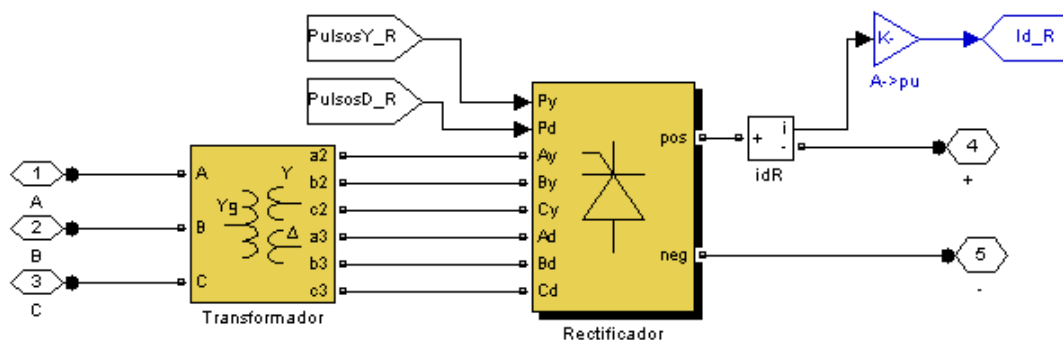 PulsosY_R
PulsosD_R
K-
A->pu
Id_R
1
A
2
B
3
C
A
B
C
Yg
Y
Δ
a2
b2
c2
a3
b3
c3
Transformador
Py
Pd
Ay
By
Cy
Ad
Bd
Cd
pos
neg
Rectificador
+
i
-
idR
4
+
5
-